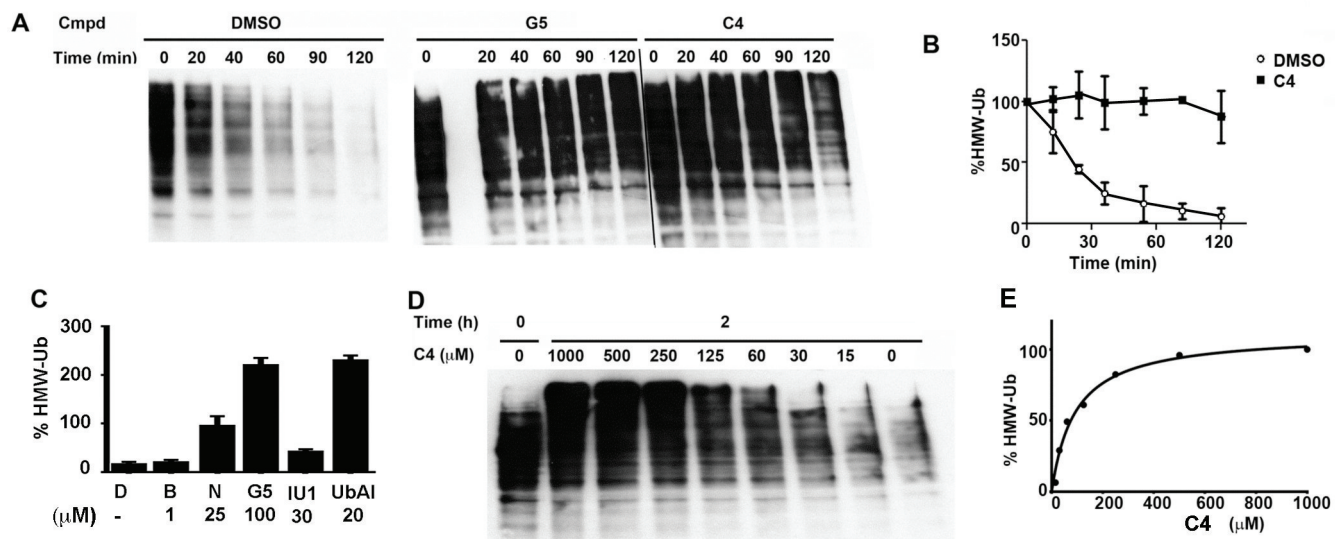 A
Cmpd DMSO G5 C4
Time (min) 0 20 40 60 90 120 0 20 40 60 90 120 0 20 40 60 90 120
B
150
100
50
0
%HMW-Ub
0 30 60 120
Time (min)
DMSO
C4
C
300
200
100
0
% HMW-Ub
D B N G5 IU1 UbAl
(μM) - 1 25 100 30 20
D
Time (h) 0 2
C4 (μM) 0 1000 500 250 125 60 30 15 0
E
100
50
0
% HMW-Ub
0 200 400 600 800 1000
C4 (μM)